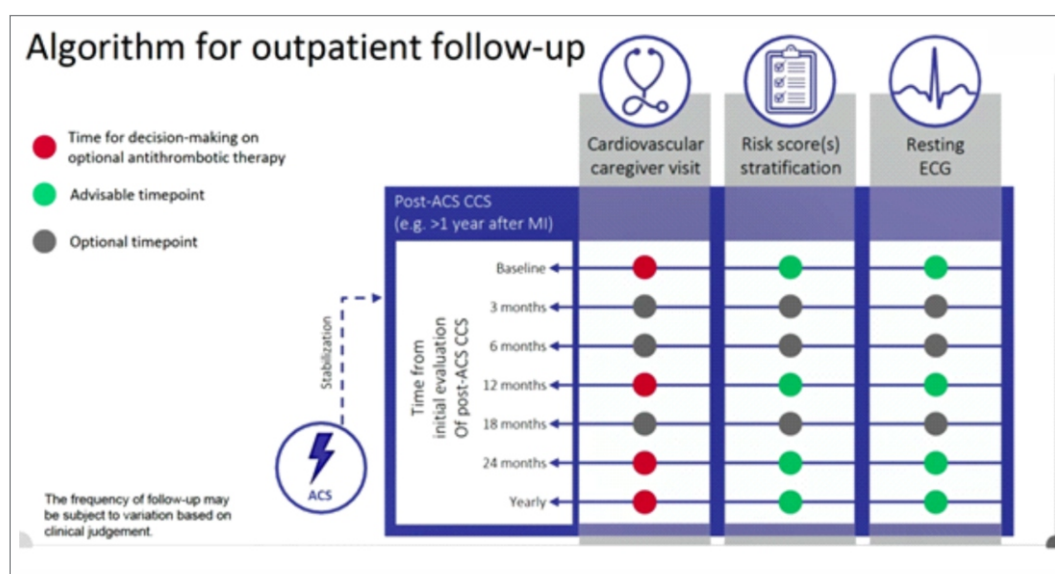 Algorithm for outpatient follow-up
Time for decision-making on
optional antithrombotic therapy
Advisable timepoint
Optional timepoint
Cardiovascular
caregiver visit
Risk score(s)
stratification
Resting
ECG
Post-ACS CCS
(e.g. >1 year after MI)
Baseline
3 months
6 months
12 months
18 months
24 months
Yearly
Time from
initial evaluation
Of post-ACS CCS
Stabilization
ACS
The frequency of follow-up may
be subject to variation based on
clinical judgement.